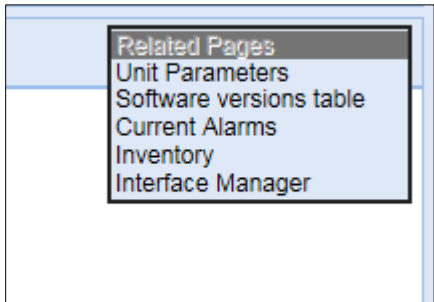 Related Pages
Unit Parameters
Software versions table
Current Alarms
Inventory
Interface Manager